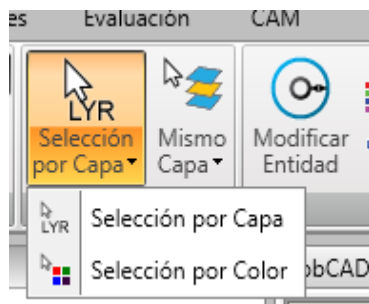 Evaluación CAM
LYR
Selección por Capa
Mismo Capa
Modificar Entidad
LYR Selección por Capa
Selección por Color